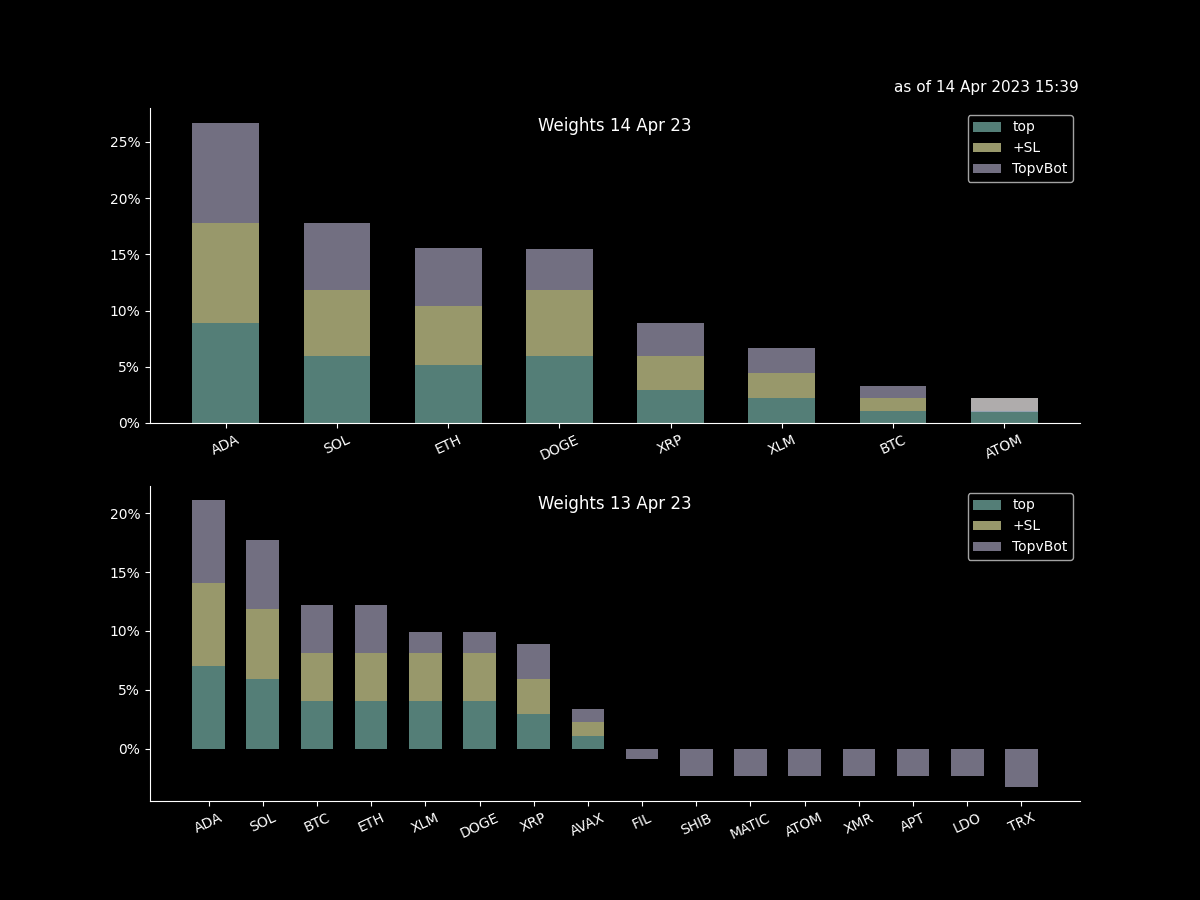 as of 14 Apr 2023 15:39
Weights 14 Apr 23
top
+SL
TopvBot
25%
20%
15%
10%
5%
0%
ADA SOL ETH DOGE XRP XLM BTC ATOM
Weights 13 Apr 23
top
+SL
TopvBot
20%
15%
10%
5%
0%
ADA SOL BTC ETH XLM DOGE XRP AVAX FIL SHIB MATIC ATOM XMR APT LDO TRX